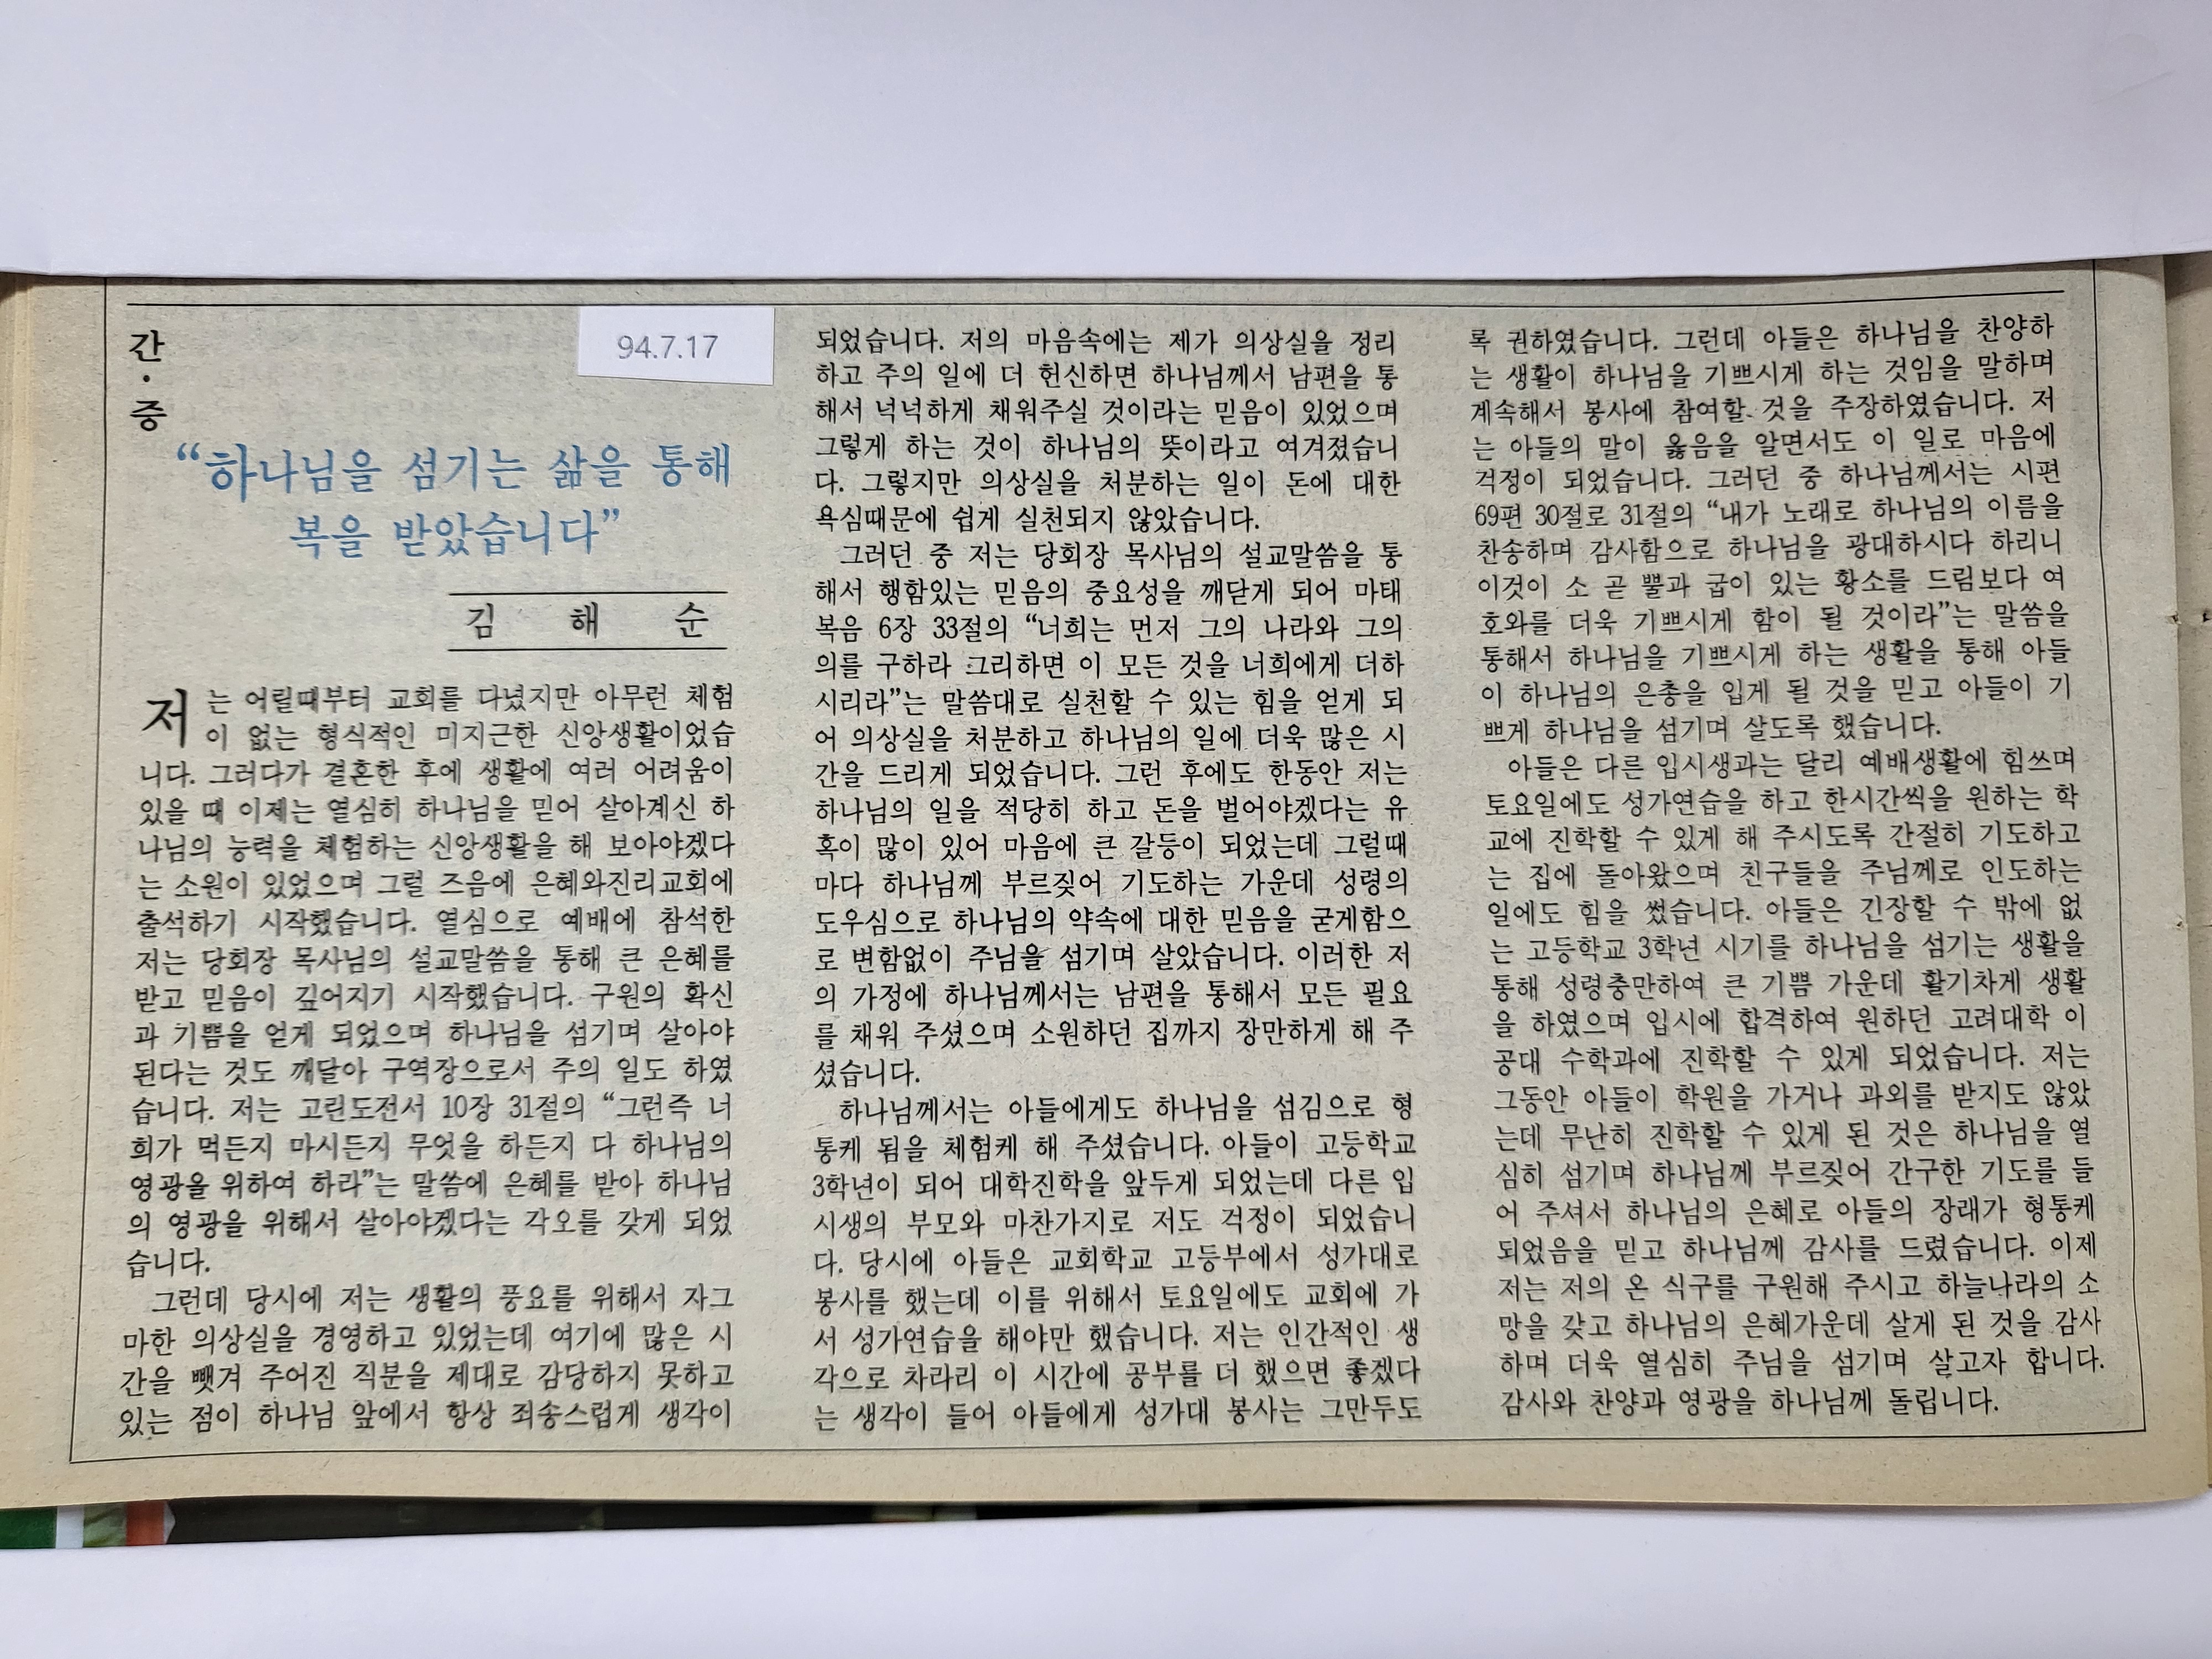 간·증
94.7.17
“하나님을 섬기는 삶을 통해
복을 받았습니다”
김 해 순
저는 어릴때부터 교회를 다녔지만 아무런 체험
이 없는 형식적인 미지근한 신앙생활이었습
니다. 그러다가 결혼한 후에 생활에 여러 어려움이
있을 때 이제는 열심히 하나님을 믿어 살아계신 하
나님의 능력을 체험하는 신앙생활을 해 보아야겠다
는 소원이 있었으며 그럴 즈음에 은혜와진리교회에
출석하기 시작했습니다. 열심으로 예배에 참석한
저는 당회장 목사님의 설교말씀을 통해 큰 은혜를
받고 믿음이 깊어지기 시작했습니다. 구원의 확신
과 기쁨을 얻게 되었으며 하나님을 섬기며 살아야
된다는 것도 깨달아 구역장으로서 주의 일도 하였
습니다. 저는 고린도전서 10장 31절의 “그런즉 너
희가 먹든지 마시든지 무엇을 하든지 다 하나님의
영광을 위하여 하라”는 말씀에 은혜를 받아 하나님
의 영광을 위해서 살아야겠다는 각오를 갖게 되었
습니다.
그런데 당시에 저는 생활의 풍요를 위해서 자그
마한 의상실을 경영하고 있었는데 여기에 많은 시
간을 뺏겨 주어진 직분을 제대로 감당하지 못하고
있는 점이 하나님 앞에서 항상 죄송스럽게 생각이
되었습니다. 저의 마음속에는 제가 의상실을 정리
하고 주의 일에 더 헌신하면 하나님께서 남편을 통
해서 넉넉하게 채워주실 것이라는 믿음이 있었으며
그렇게 하는 것이 하나님의 뜻이라고 여겨졌습니
다. 그렇지만 의상실을 처분하는 일이 돈에 대한
욕심때문에 쉽게 실천되지 않았습니다.
그러던 중 저는 당회장 목사님의 설교말씀을 통
해서 행함있는 믿음의 중요성을 깨닫게 되어 마태
복음 6장 33절의 “너희는 먼저 그의 나라와 그의
의를 구하라 그리하면 이 모든 것을 너희에게 더하
시리라”는 말씀대로 실천할 수 있는 힘을 얻게 되
어 의상실을 처분하고 하나님의 일에 더욱 많은 시
간을 드리게 되었습니다. 그런 후에도 한동안 저는
하나님의 일을 적당히 하고 돈을 벌어야겠다는 유
혹이 많이 있어 마음에 큰 갈등이 되었는데 그럴때
마다 하나님께 부르짖어 기도하는 가운데 성령의
도우심으로 하나님의 약속에 대한 믿음을 굳게함으
로 변함없이 주님을 섬기며 살았습니다. 이러한 저
의 가정에 하나님께서는 남편을 통해서 모든 필요
를 채워 주셨으며 소원하던 집까지 장만하게 해 주
셨습니다.
하나님께서는 아들에게도 하나님을 섬김으로 형
통케 됨을 체험케 해 주셨습니다. 아들이 고등학교
3학년이 되어 대학진학을 앞두게 되었는데 다른 입
시생의 부모와 마찬가지로 저도 걱정이 되었습니
다. 당시에 아들은 교회학교 고등부에서 성가대로
봉사를 했는데 이를 위해서 토요일에도 교회에 가
서 성가연습을 해야만 했습니다. 저는 인간적인 생
각으로 차라리 이 시간에 공부를 더 했으면 좋겠다
는 생각이 들어 아들에게 성가대 봉사는 그만두도
록 권하였습니다. 그런데 아들은 하나님을 찬양하
는 생활이 하나님을 기쁘시게 하는 것임을 말하며
계속해서 봉사에 참여할 것을 주장하였습니다. 저
는 아들의 말이 옳음을 알면서도 이 일로 마음에
걱정이 되었습니다. 그러던 중 하나님께서는 시편
69편 30절로 31절의 “내가 노래로 하나님의 이름을
찬송하며 감사함으로 하나님을 광대하시다 하리니
이것이 소 곧 뿔과 굽이 있는 황소를 드림보다 여
호와를 더욱 기쁘시게 함이 될 것이라”는 말씀을
통해서 하나님을 기쁘시게 하는 생활을 통해 아들
이 하나님의 은총을 입게 될 것을 믿고 아들이 기
쁘게 하나님을 섬기며 살도록 했습니다.
아들은 다른 입시생과는 달리 예배생활에 힘쓰며
토요일에도 성가연습을 하고 한시간씩을 원하는 학
교에 진학할 수 있게 해 주시도록 간절히 기도하고
는 집에 돌아왔으며 친구들을 주님께로 인도하는
일에도 힘을 썼습니다. 아들은 긴장할 수 밖에 없
는 고등학교 3학년 시기를 하나님을 섬기는 생활을
통해 성령충만하여 큰 기쁨 가운데 활기차게 생활
을 하였으며 입시에 합격하여 원하던 고려대학 이
공대 수학과에 진학할 수 있게 되었습니다. 저는
그동안 아들이 학원을 가거나 과외를 받지도 않았
는데 무난히 진학할 수 있게 된 것은 하나님을 열
심히 섬기며 하나님께 부르짖어 간구한 기도를 들
어 주셔서 하나님의 은혜로 아들의 장래가 형통케
되었음을 믿고 하나님께 감사를 드렸습니다. 이제
저는 저의 온 식구를 구원해 주시고 하늘나라의 소
망을 갖고 하나님의 은혜가운데 살게 된 것을 감사
하며 더욱 열심히 주님을 섬기며 살고자 합니다.
감사와 찬양과 영광을 하나님께 돌립니다.